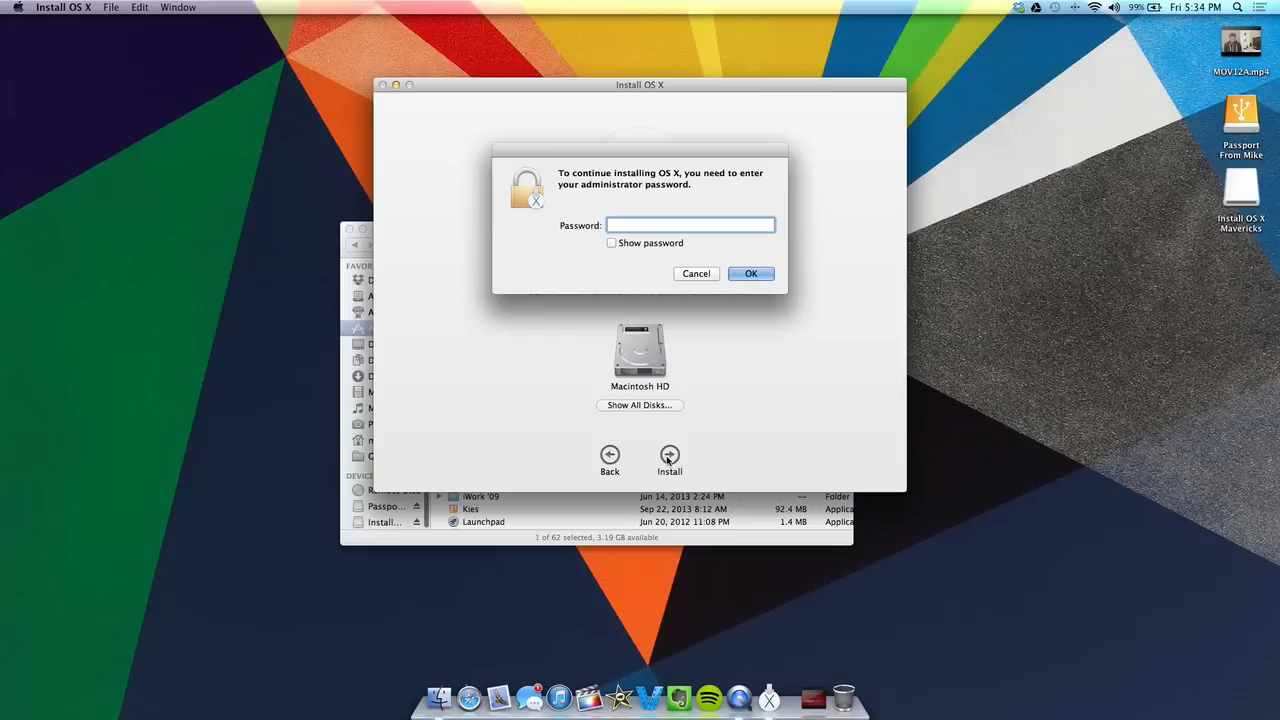 Install OS X File Edit Window 99% Fri 5:34 PM
MOV12A.mp4
Passport
From Mike
Install OS X
Mavericks
Install OS X
To continue installing OS X, you need to enter
your administrator password.
Password:
Show password
Cancel OK
Macintosh HD
Show All Disks...
Back Install
FAVOR
DEVICES
Passpo...
Install...
iWork '09 Jun 14, 2013 2:24 PM -- Folder
Kies Sep 22, 2013 8:12 AM 92.4 MB Applica
Launchpad Jun 20, 2012 11:08 PM 1.4 MB Applica
1 of 62 selected, 3.19 GB available